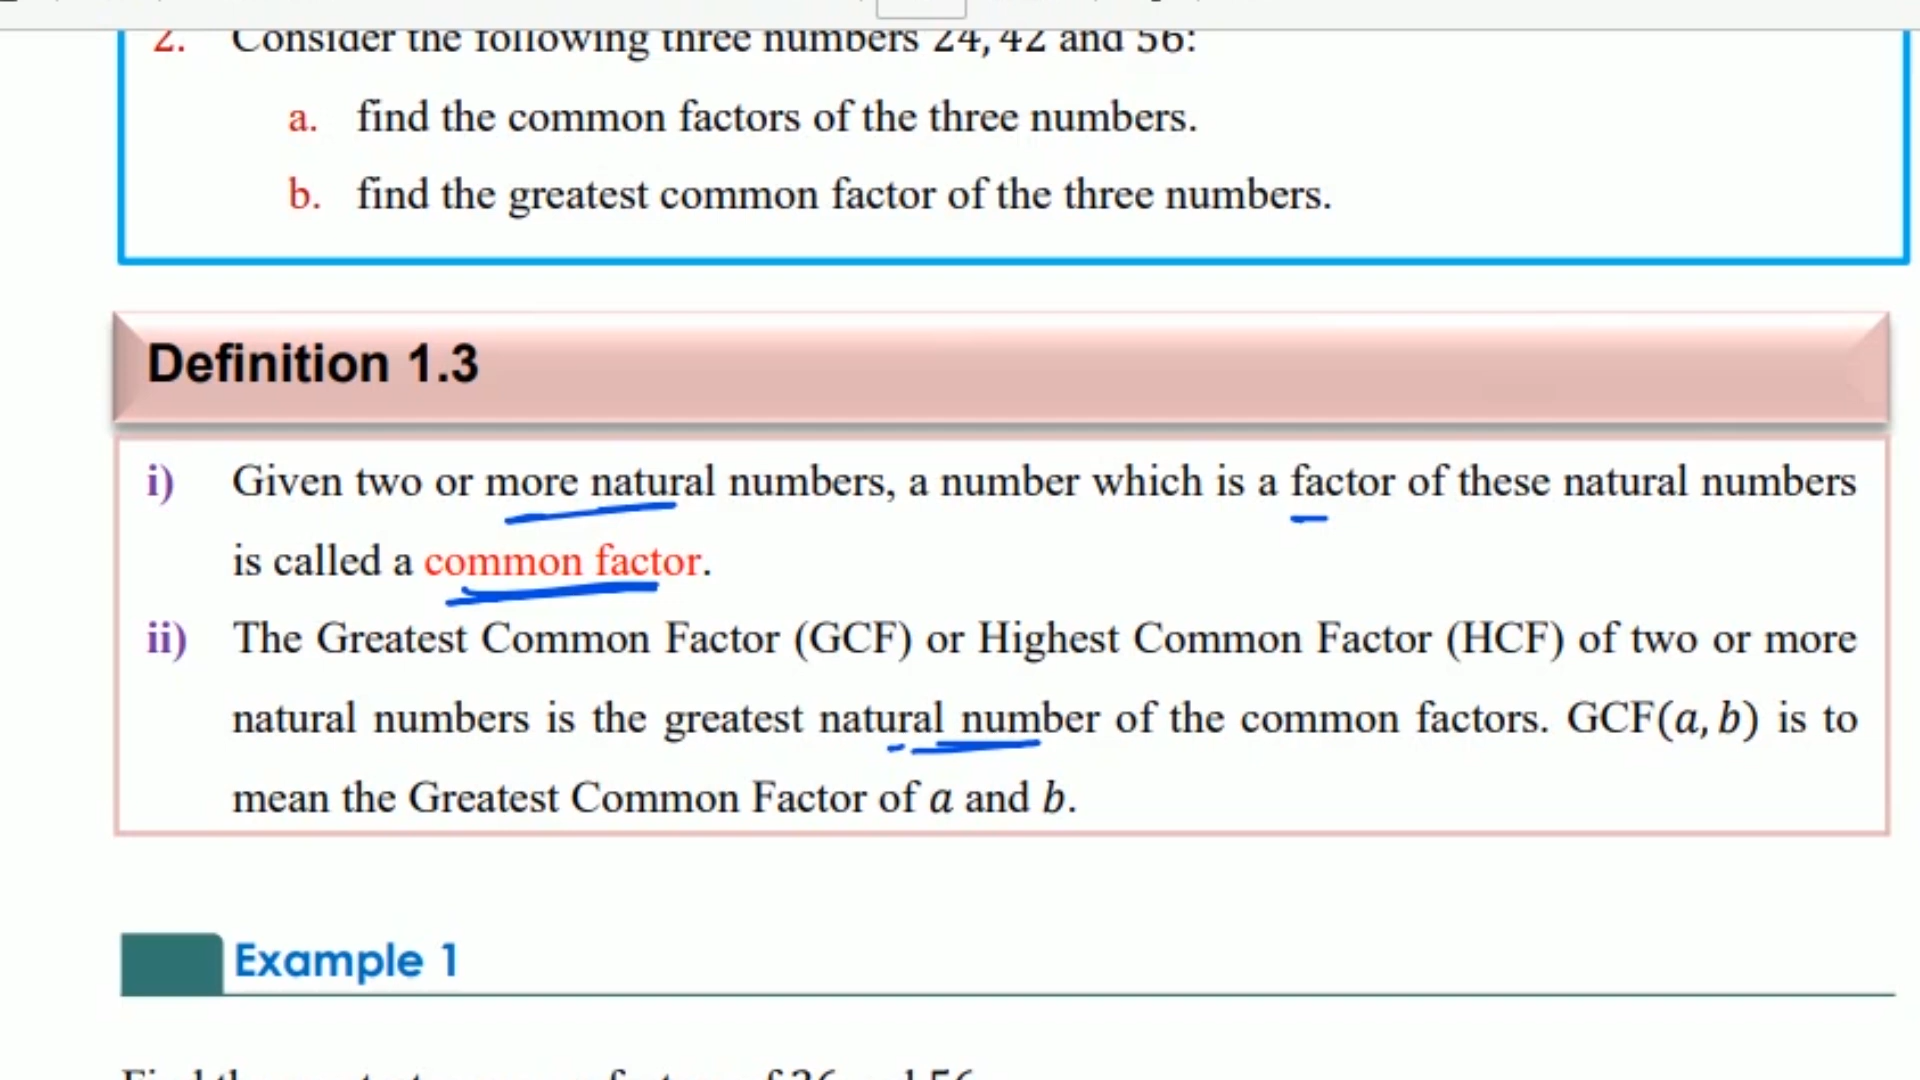 2. Consider the following three numbers 24, 42 and 56:
a. find the common factors of the three numbers.
b. find the greatest common factor of the three numbers.
Definition 1.3
i) Given two or more natural numbers, a number which is a factor of these natural numbers
is called a common factor.
ii) The Greatest Common Factor (GCF) or Highest Common Factor (HCF) of two or more
natural numbers is the greatest natural number of the common factors. GCF(a, b) is to
mean the Greatest Common Factor of a and b.
Example 1